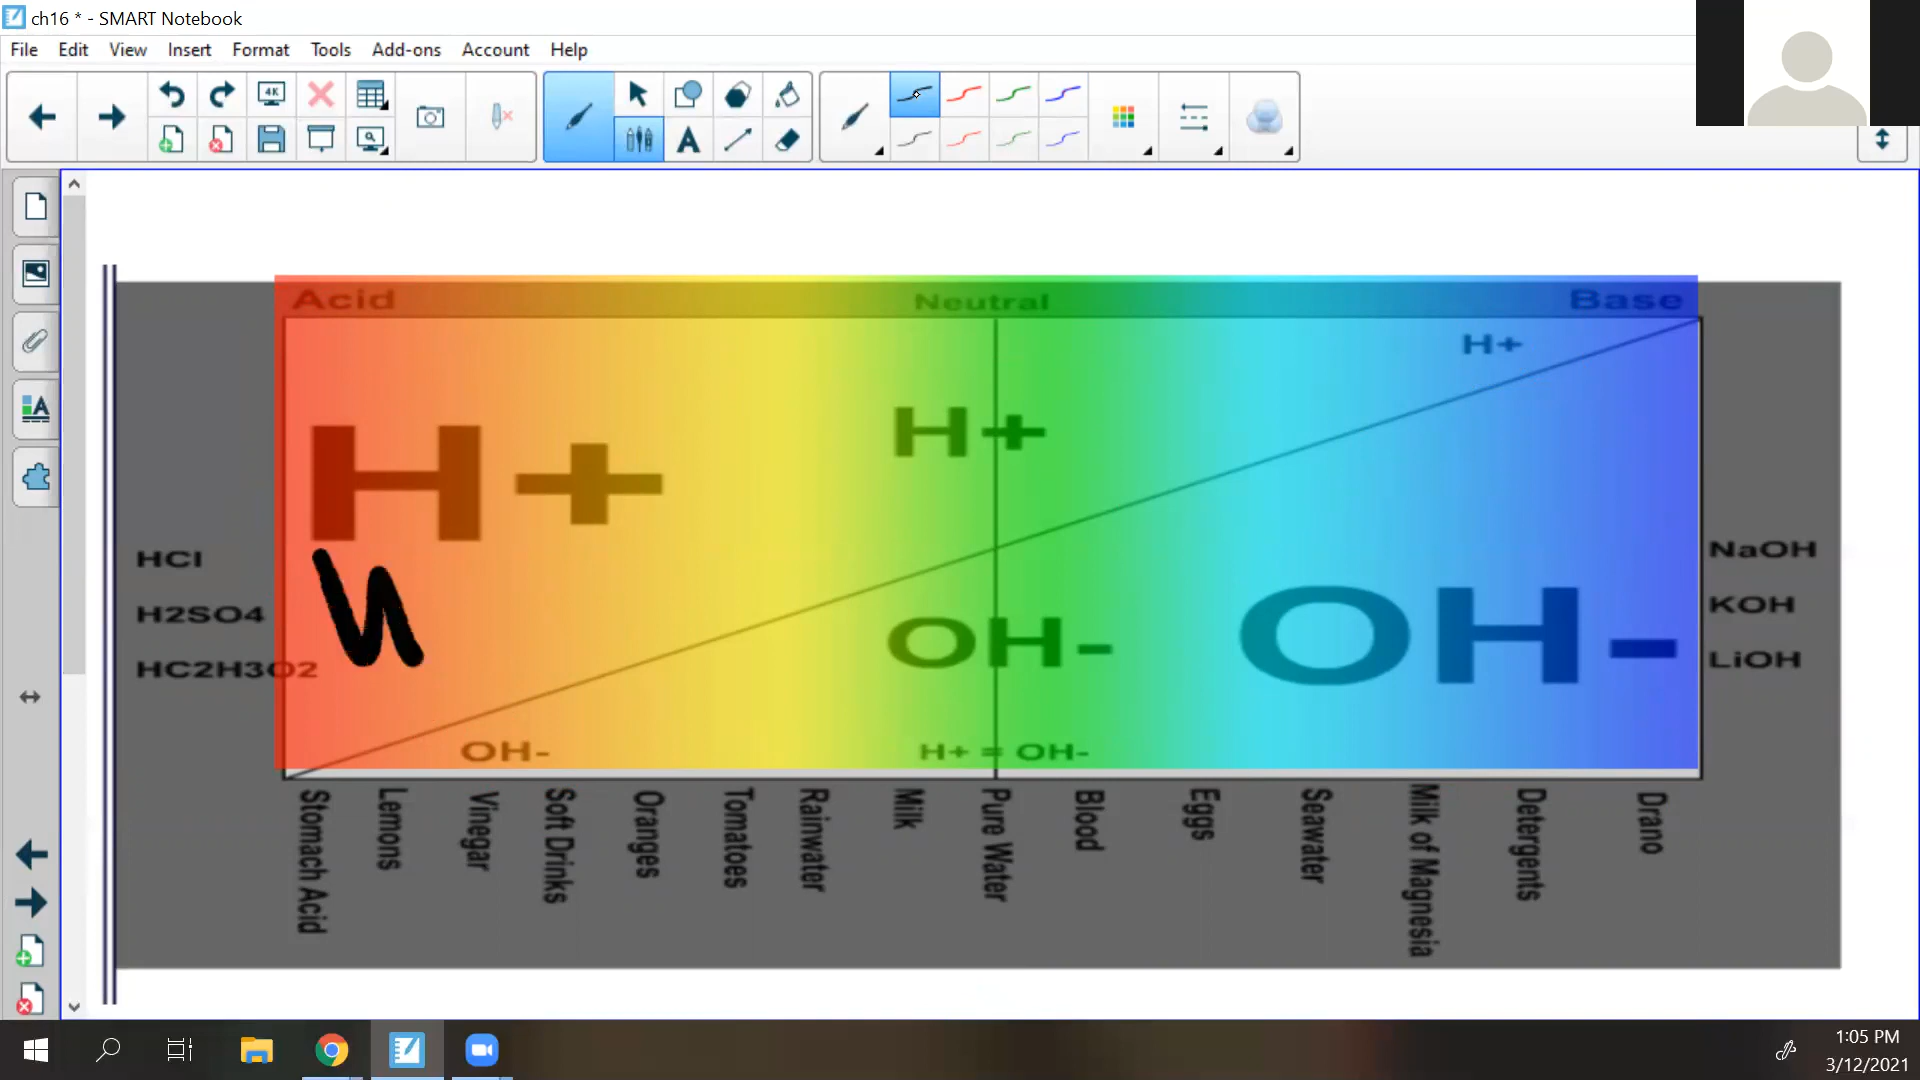 ch16 * - SMART Notebook
File Edit View Insert Format Tools Add-ons Account Help
4K
A
A
Acid Neutral Base
H+
H+
H+
HCl
H2SO4
HC2H3O2
NaOH
KOH
LiOH
OH-
OH-
OH-
H+ = OH-
Stomach Acid
Lemons
Vinegar
Soft Drinks
Oranges
Tomatoes
Rainwater
Milk
Pure Water
Blood
Eggs
Seawater
Milk of Magnesia
Detergents
Drano
1:05 PM
3/12/2021